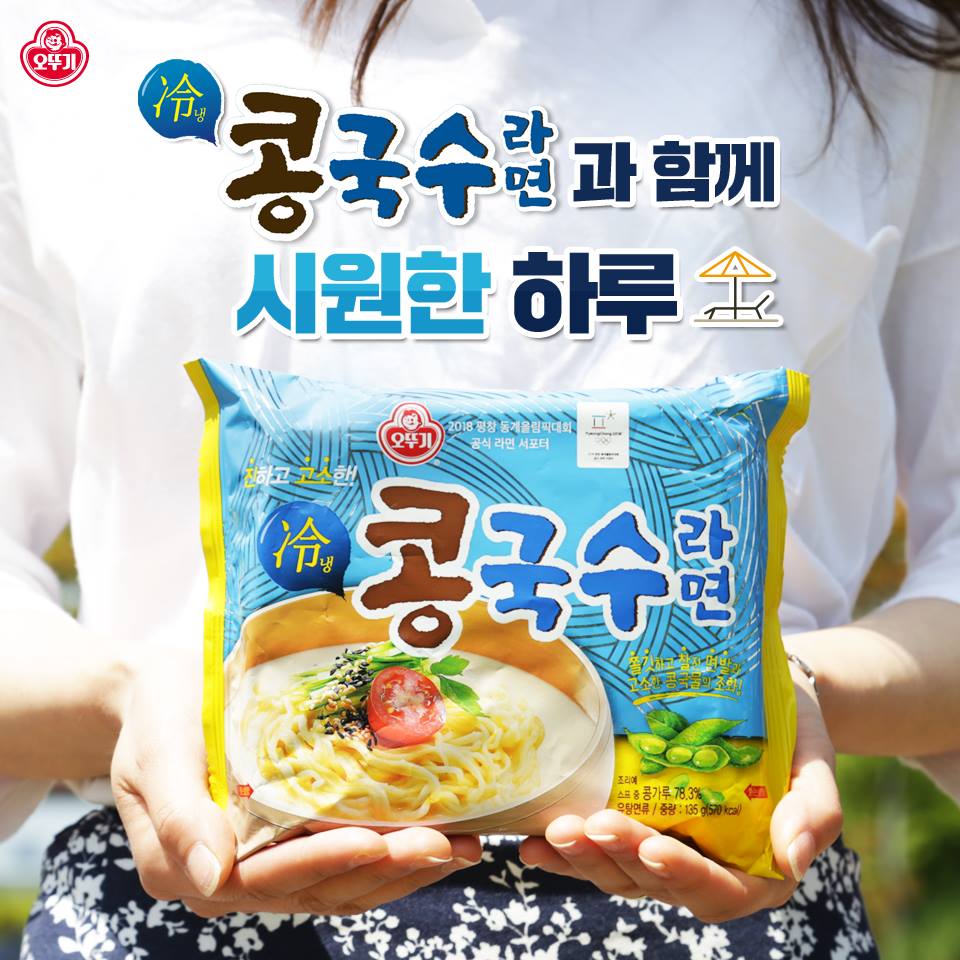 오뚜기
冷냉 콩국수라면과 함께
시원한 하루
오뚜기
2018 평창 동계올림픽대회
공식 라면 서포터
PyeongChang 2018
진하고 고소한!
冷냉 콩국수라면
쫄깃하고 찰진 면발과
고소한 콩국물의 조화!
조리예
스프 중 콩가루 78.3%
유탕면류 / 중량 : 135 g(570 kcal)